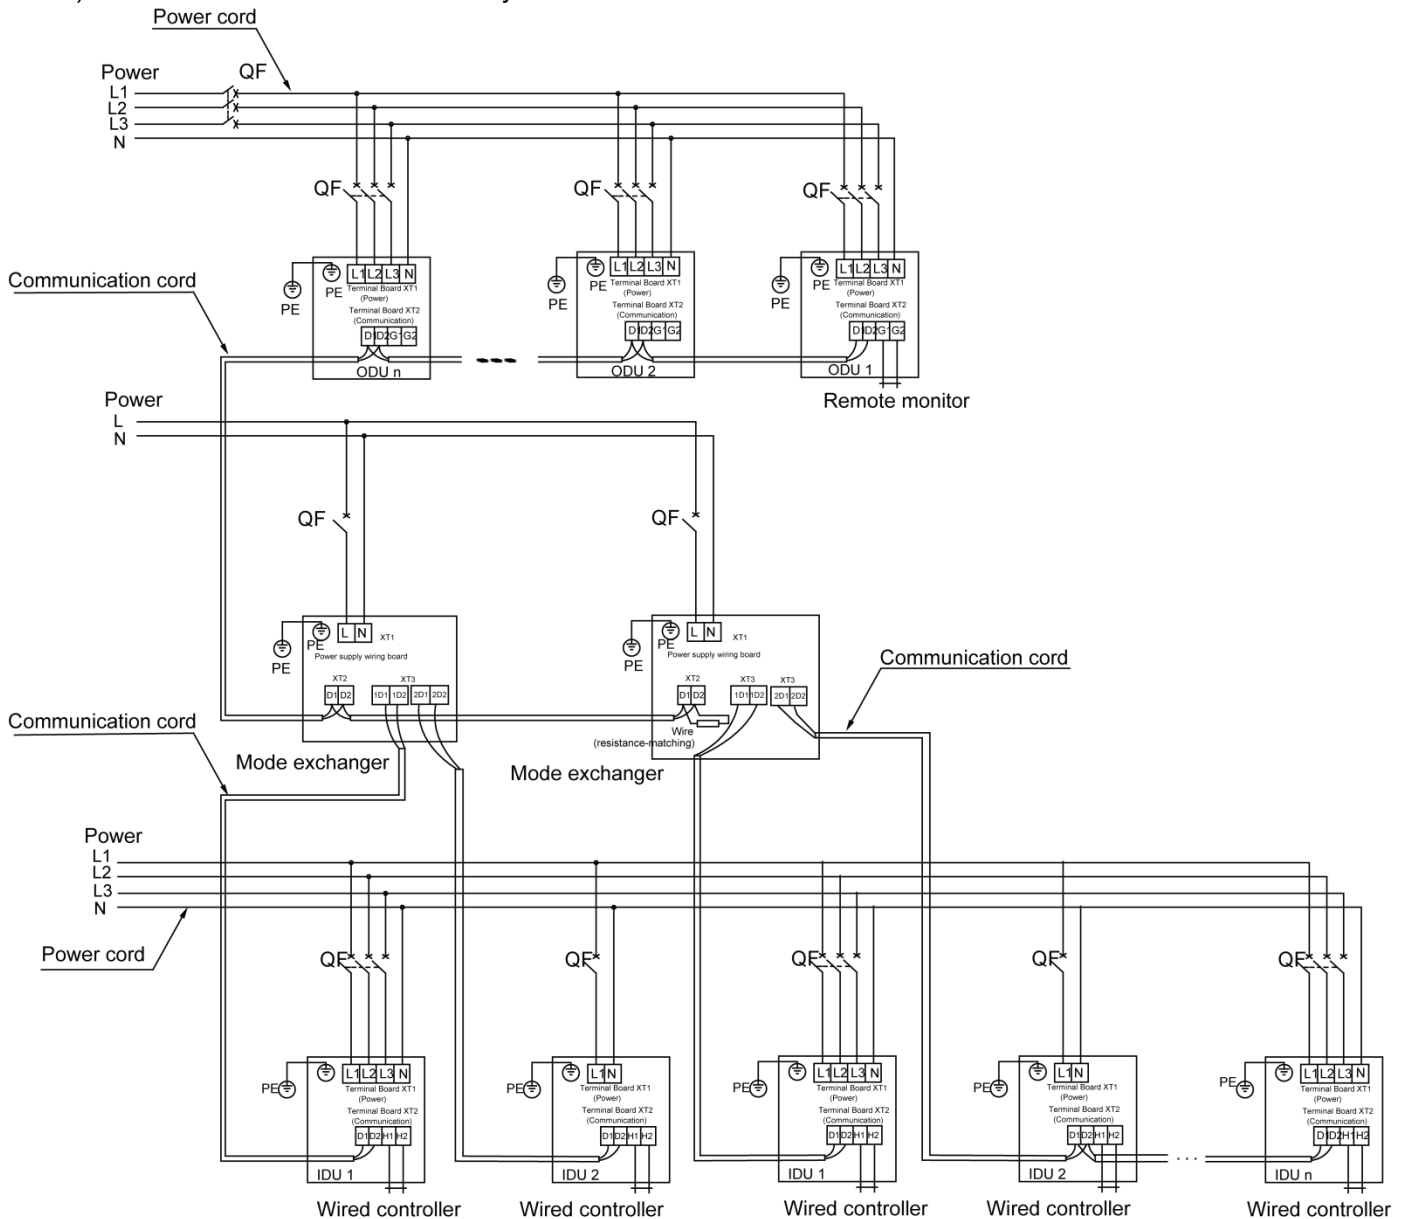 Power cord
Power
QF
L1
L2
L3
N
QF
QF
QF
L1 L2 L3 N
PE
PE
Terminal Board XT1
(Power)
Terminal Board XT2
(Communication)
D1 D2 G1 G2
ODU n
L1 L2 L3 N
PE
PE
Terminal Board XT1
(Power)
Terminal Board XT2
(Communication)
D1 D2 G1 G2
ODU 2
L1 L2 L3 N
PE
PE
Terminal Board XT1
(Power)
Terminal Board XT2
(Communication)
D1 D2 G1 G2
ODU 1
Communication cord
Remote monitor
Power
L
N
QF
QF
L N
XT1
PE
PE
Power supply wiring board
XT2
XT3
D1 D2
1D1 1D2
2D1 2D2
Mode exchanger
L N
XT1
PE
PE
Power supply wiring board
XT2
XT3
XT3
D1 D2
1D1 1D2
2D1 2D2
Wire
(resistance-matching)
Mode exchanger
Communication cord
Communication cord
Power
L1
L2
L3
N
Power cord
QF
QF
QF
QF
QF
L1 L2 L3 N
PE
Terminal Board XT1
(Power)
Terminal Board XT2
(Communication)
D1 D2 H1 H2
IDU 1
Wired controller
L1 N
PE
Terminal Board XT1
(Power)
Terminal Board XT2
(Communication)
D1 D2 H1 H2
IDU 2
Wired controller
L1 L2 L3 N
PE
Terminal Board XT1
(Power)
Terminal Board XT2
(Communication)
D1 D2 H1 H2
IDU 1
Wired controller
L1 N
PE
Terminal Board XT1
(Power)
Terminal Board XT2
(Communication)
D1 D2 H1 H2
IDU 2
Wired controller
L1 L2 L3 N
PE
Terminal Board XT1
(Power)
Terminal Board XT2
(Communication)
D1 D2 H1 H2
IDU n
Wired controller